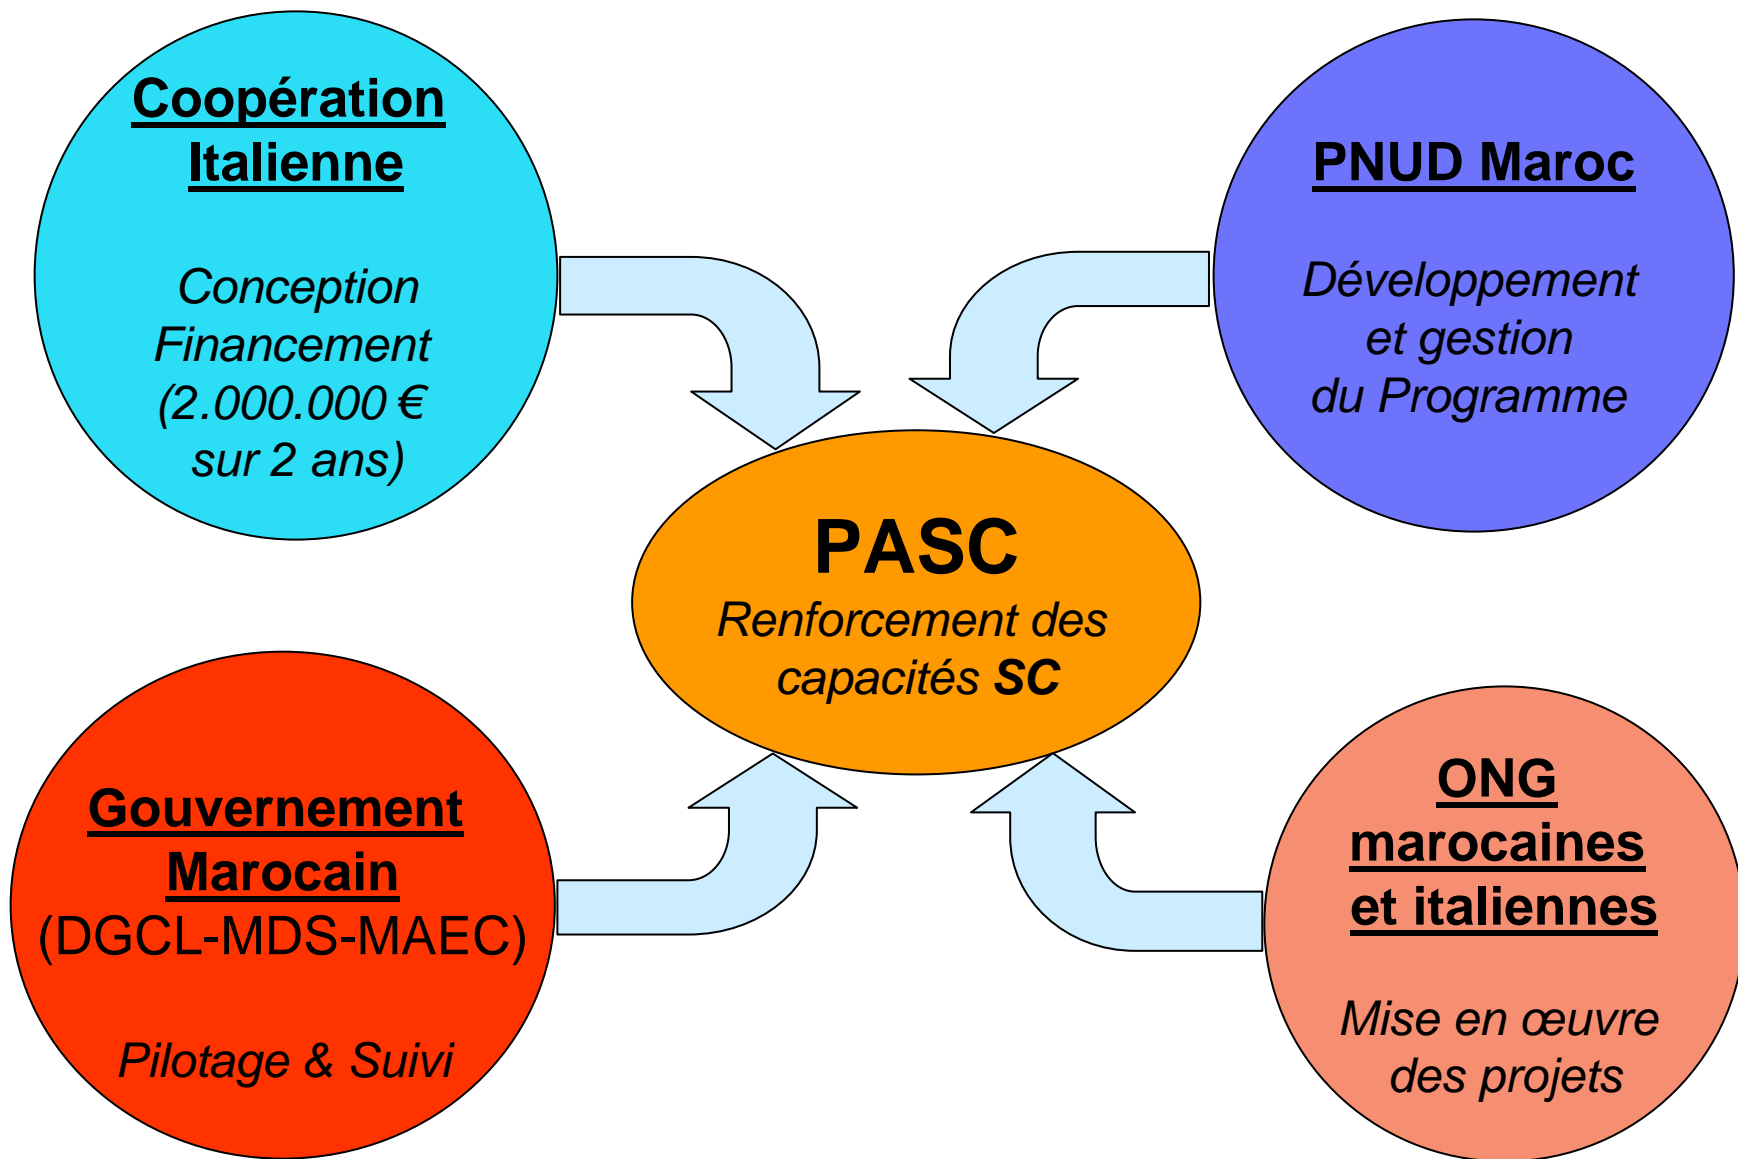 Coopération
Italienne
Conception
Financement
(2.000.000 €
sur 2 ans)
PNUD Maroc
Développement
et gestion
du Programme
PASC
Renforcement des
capacités SC
Gouvernement
Marocain
(DGCL-MDS-MAEC)
Pilotage & Suivi
ONG
marocaines
et italiennes
Mise en œuvre
des projets